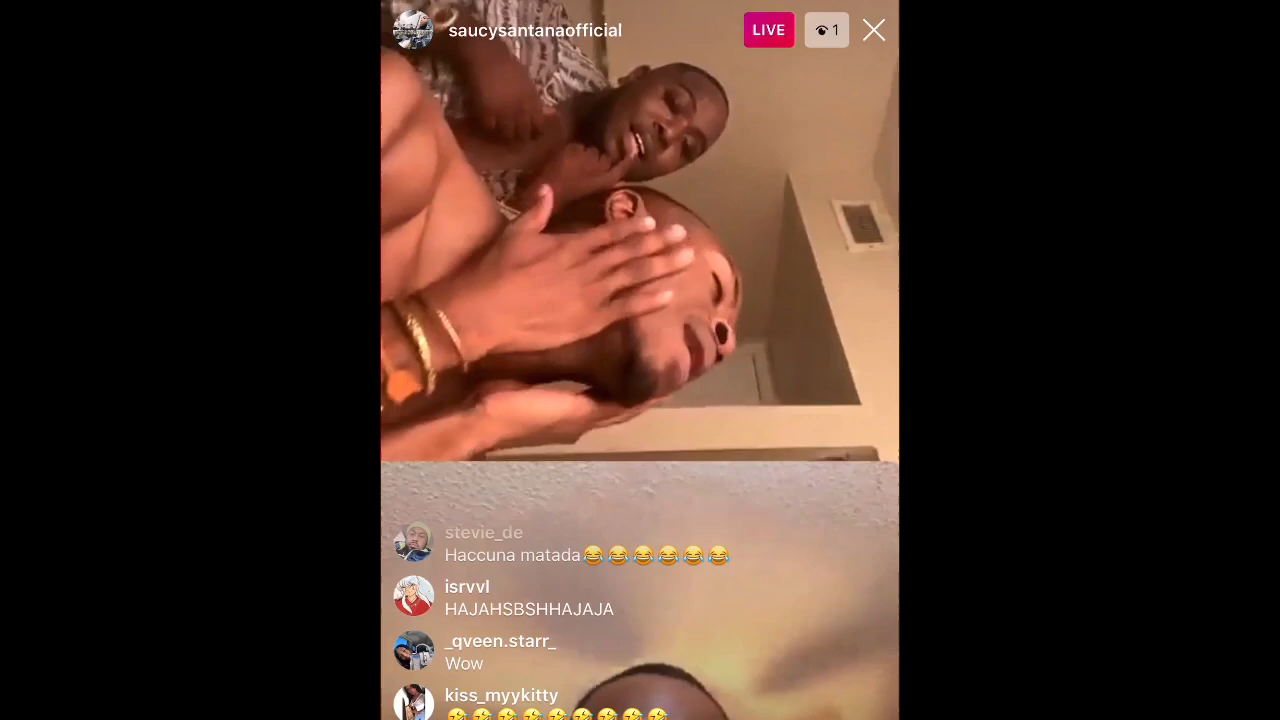 saucysantanaofficial
LIVE
1
stevie_de
Haccuna matada😂😂😂😂😂😂
isrvvl
HAJAHSBSHHAJAJA
_qveen.starr_
Wow
kiss_myykitty
🤣🤣🤣🤣🤣🤣🤣🤣🤣